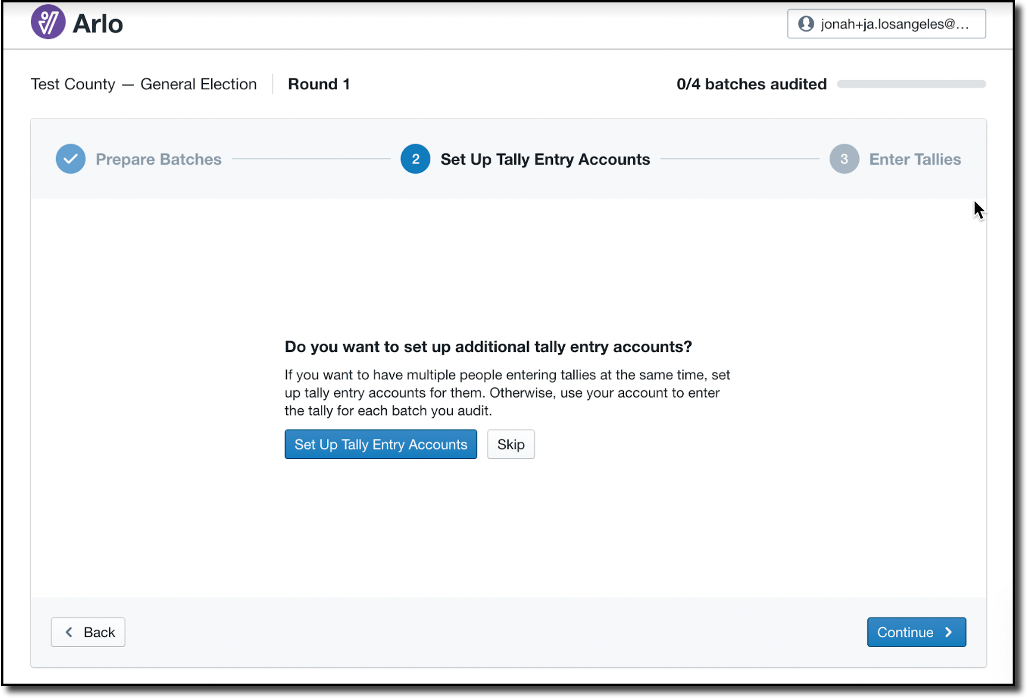 Arlo
jonah+ja.losangeles@...
Test County — General Election
Round 1
0/4 batches audited
Prepare Batches
2
Set Up Tally Entry Accounts
3
Enter Tallies
Do you want to set up additional tally entry accounts?
If you want to have multiple people entering tallies at the same time, set
up tally entry accounts for them. Otherwise, use your account to enter
the tally for each batch you audit.
Set Up Tally Entry Accounts
Skip
Back
Continue